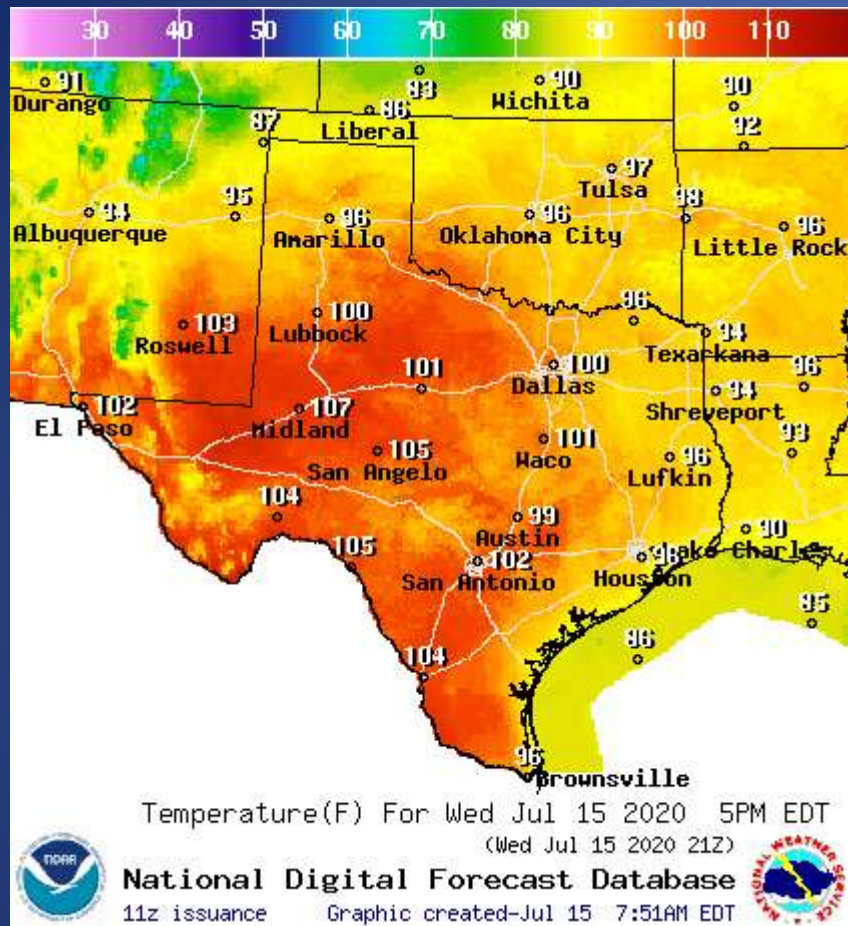 30 40 50 60 70 80 90 100 110
91
Durango
83
90
Wichita
90
86
Liberal
87
92
97
Tulsa
94
Albuquerque
95
96
Amarillo
96
Oklahoma City
98
96
Little Rock
103
Roswell
100
Lubbock
96
94
Texarkana
101
100
Dallas
96
94
Shreveport
102
El Paso
107
Midland
105
San Angelo
101
Waco
96
Lufkin
93
104
99
Austin
90
Lake Charles
105
102
San Antonio
Houston
85
86
104
96
Brownsville
Temperature(F) For Wed Jul 15 2020 5PM EDT
(Wed Jul 15 2020 21Z)
National Digital Forecast Database
11z issuance Graphic created-Jul 15 7:51AM EDT
NOAA
NATIONAL WEATHER SERVICE